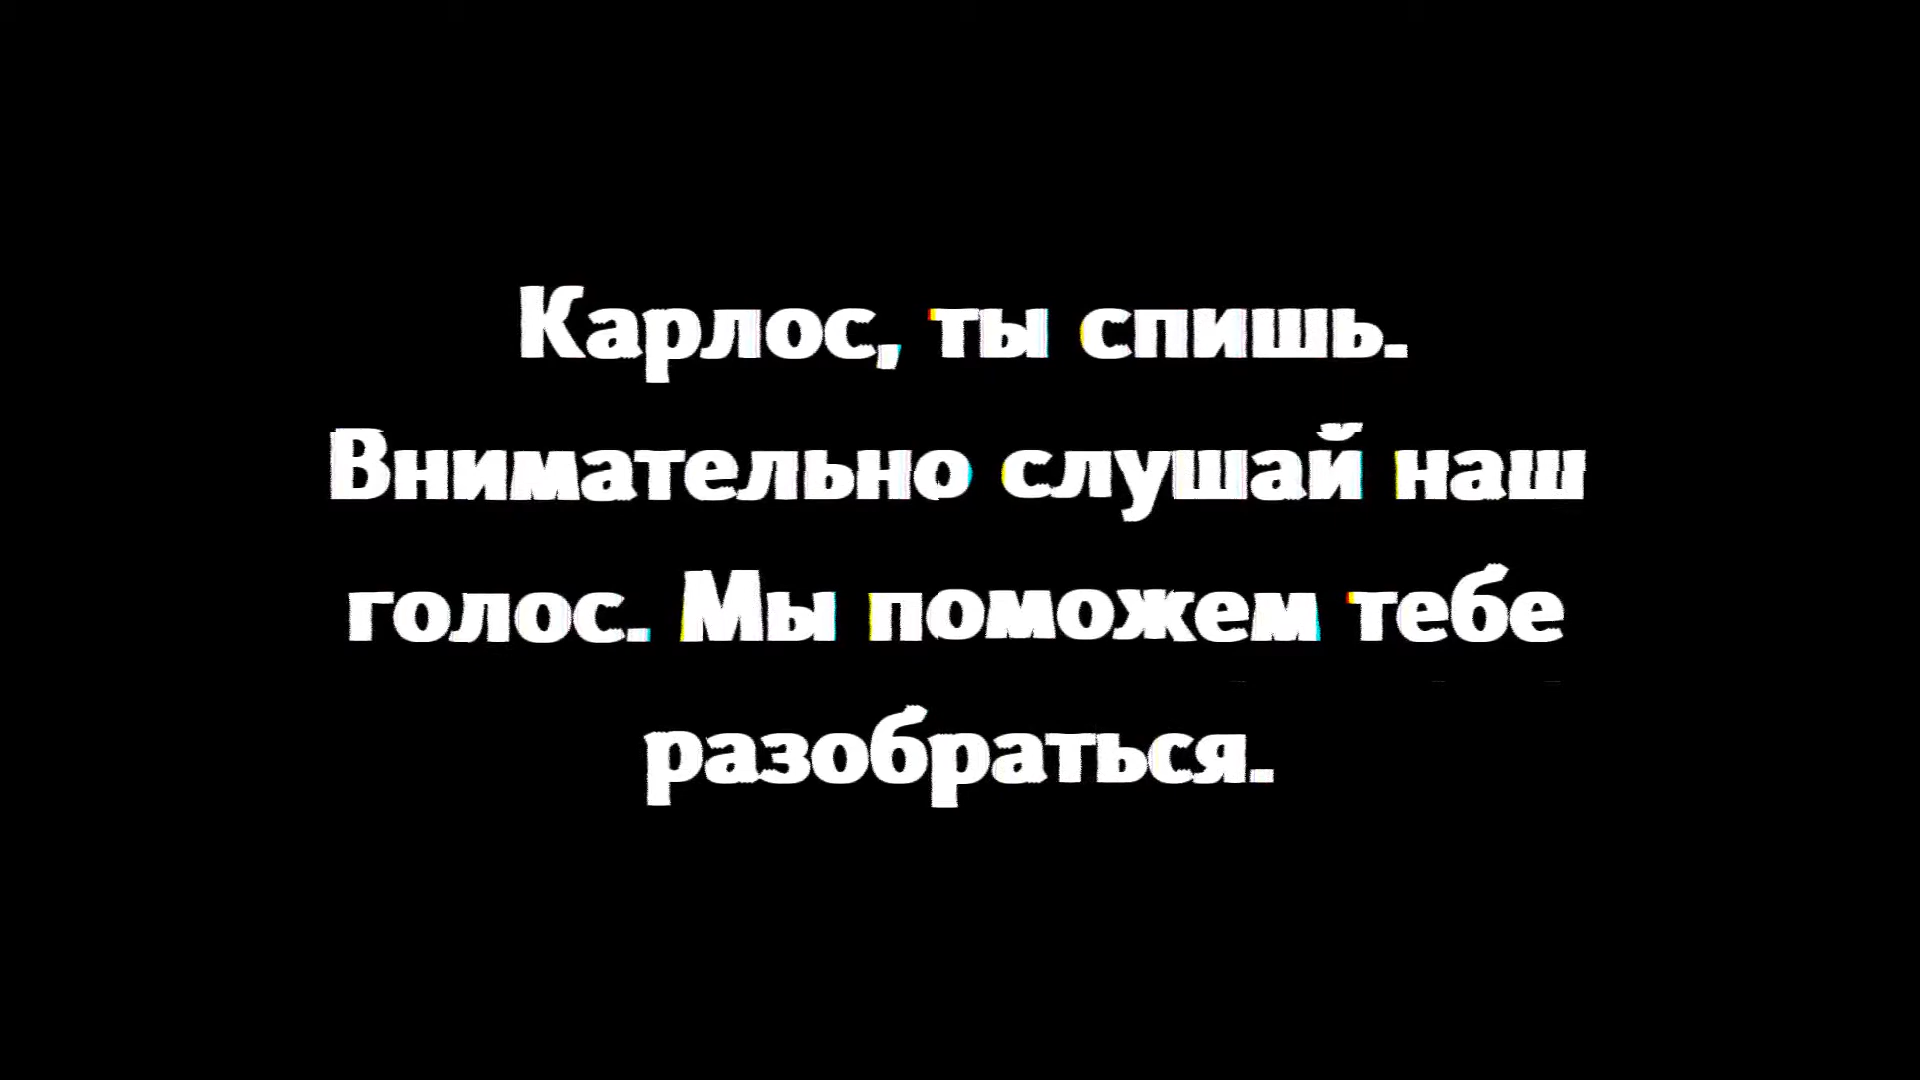 Карлос, ты спишь.
Внимательно слушай наш
голос. Мы поможем тебе
разобраться.